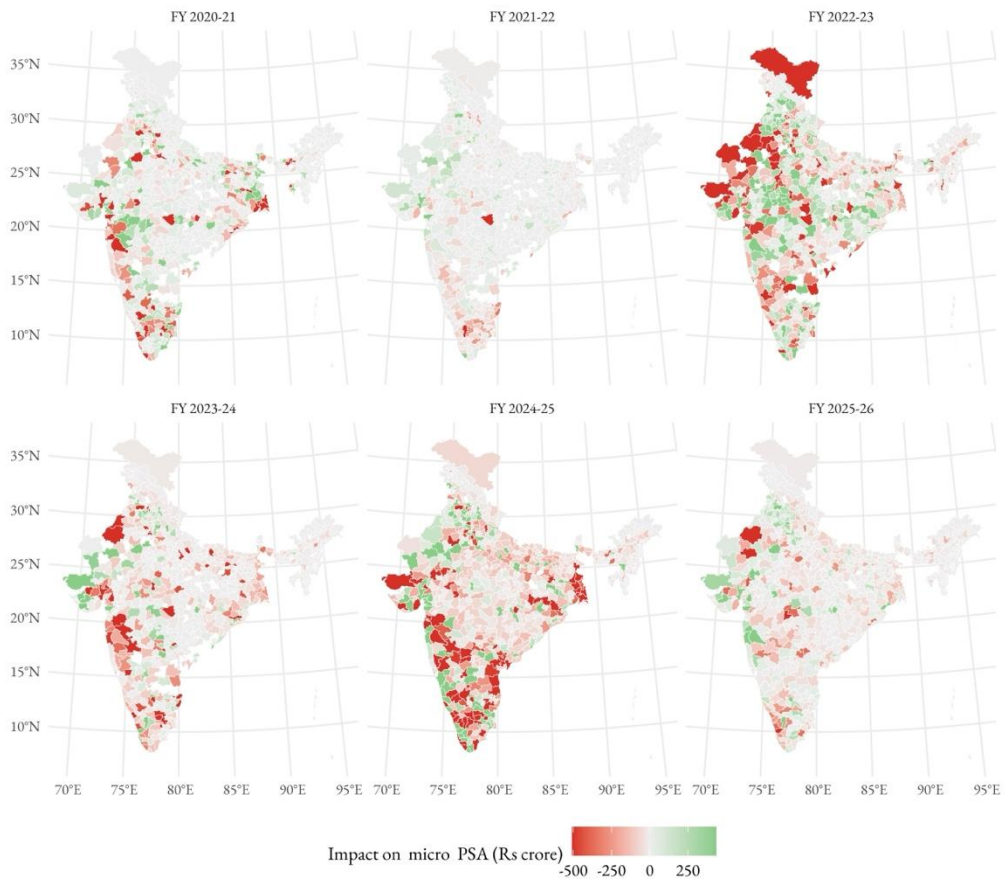 FY 2020-21 FY 2021-22 FY 2022-23
35°N
30°N
25°N
20°N
15°N
10°N
FY 2023-24 FY 2024-25 FY 2025-26
35°N
30°N
25°N
20°N
15°N
10°N
70°E 75°E 80°E 85°E 90°E 95°E 70°E 75°E 80°E 85°E 90°E 95°E 70°E 75°E 80°E 85°E 90°E 95°E
Impact on micro PSA (Rs crore)
-500 -250 0 250